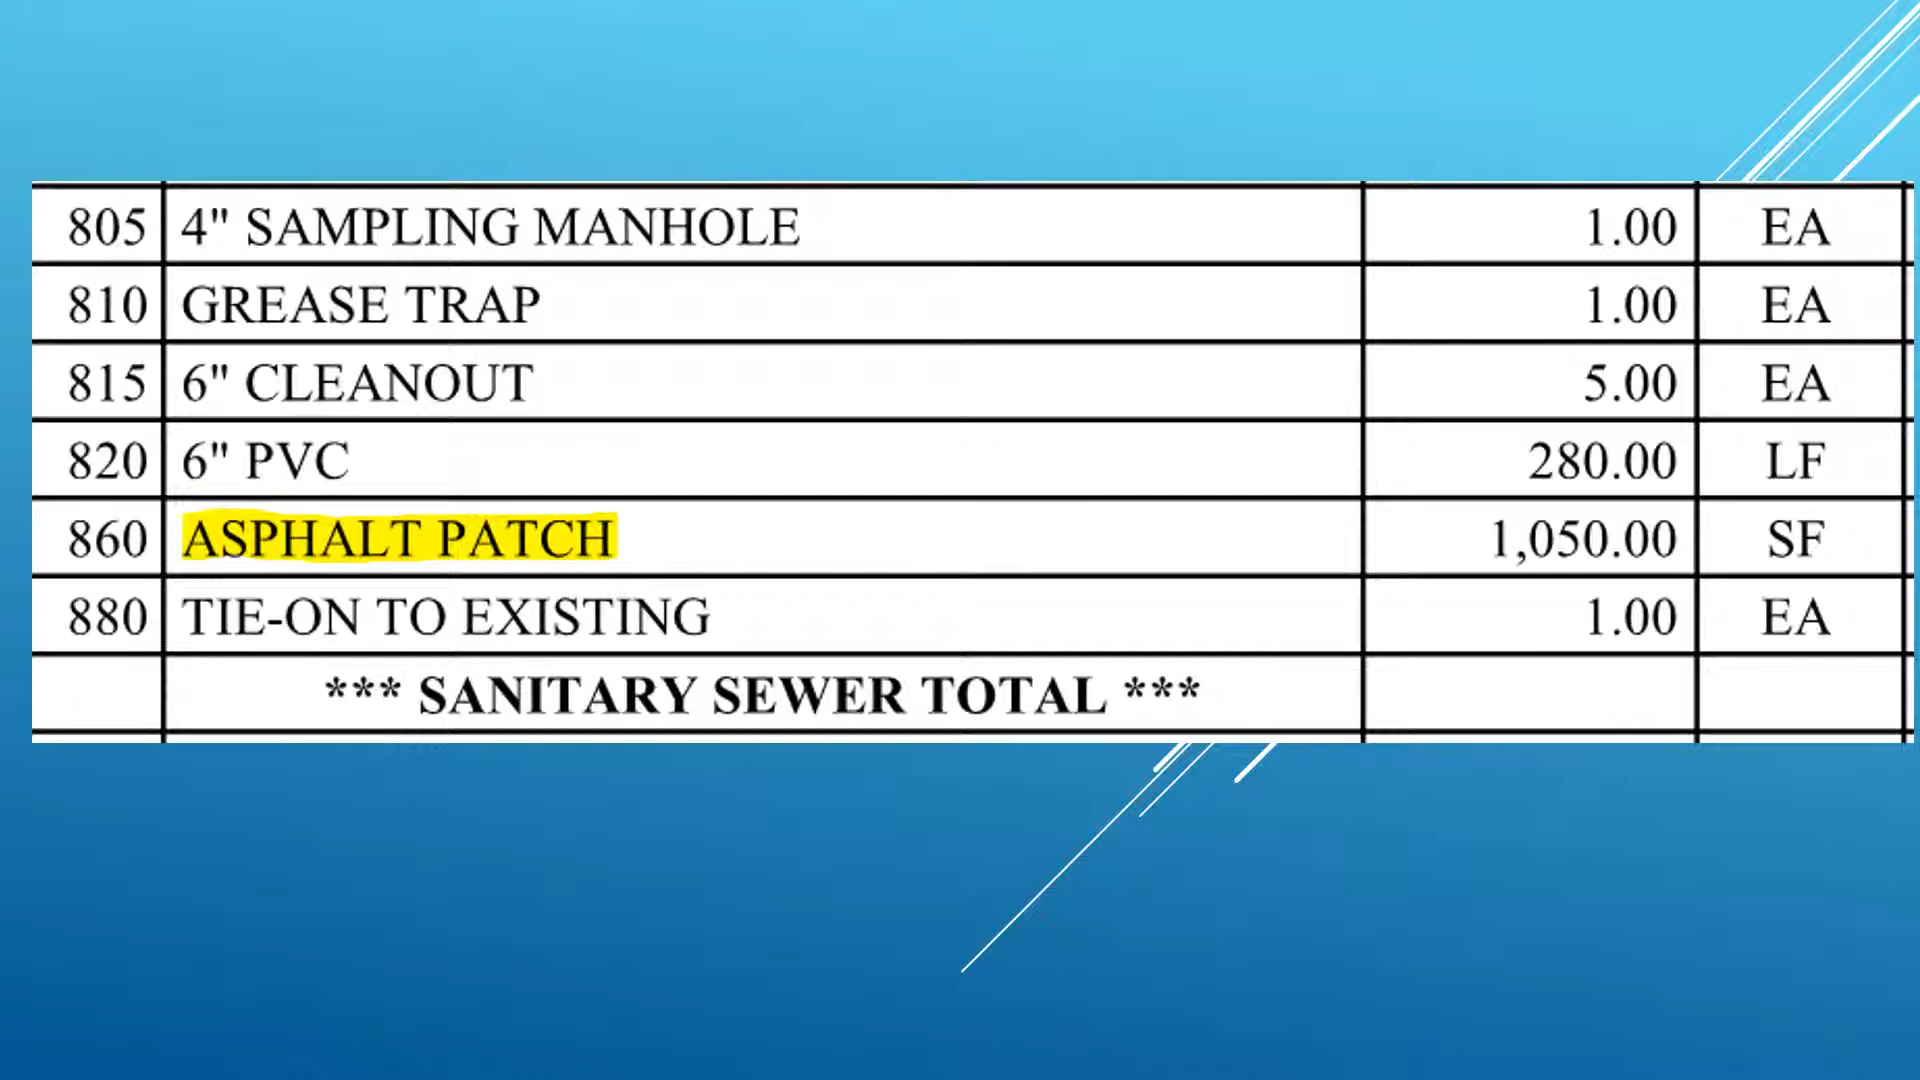 805 4" SAMPLING MANHOLE 1.00 EA
810 GREASE TRAP 1.00 EA
815 6" CLEANOUT 5.00 EA
820 6" PVC 280.00 LF
860 ASPHALT PATCH 1,050.00 SF
880 TIE-ON TO EXISTING 1.00 EA
*** SANITARY SEWER TOTAL ***